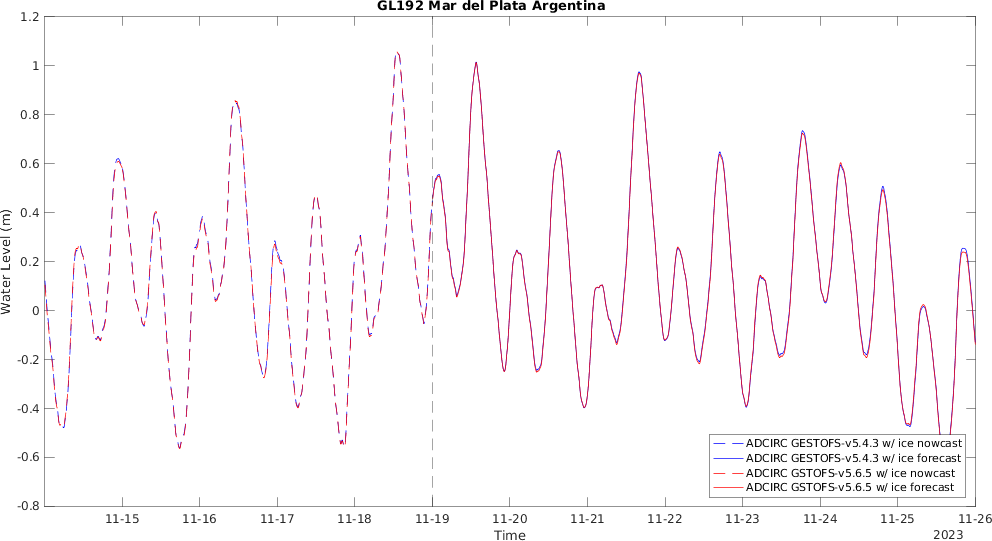 GL192 Mar del Plata Argentina
1.2
1
0.8
0.6
0.4
0.2
0
-0.2
-0.4
-0.6
-0.8
Water Level (m)
ADCIRC GESTOFS-v5.4.3 w/ ice nowcast
ADCIRC GESTOFS-v5.4.3 w/ ice forecast
ADCIRC GSTOFS-v5.6.5 w/ ice nowcast
ADCIRC GSTOFS-v5.6.5 w/ ice forecast
11-15 11-16 11-17 11-18 11-19 11-20 11-21 11-22 11-23 11-24 11-25 11-26
Time
2023